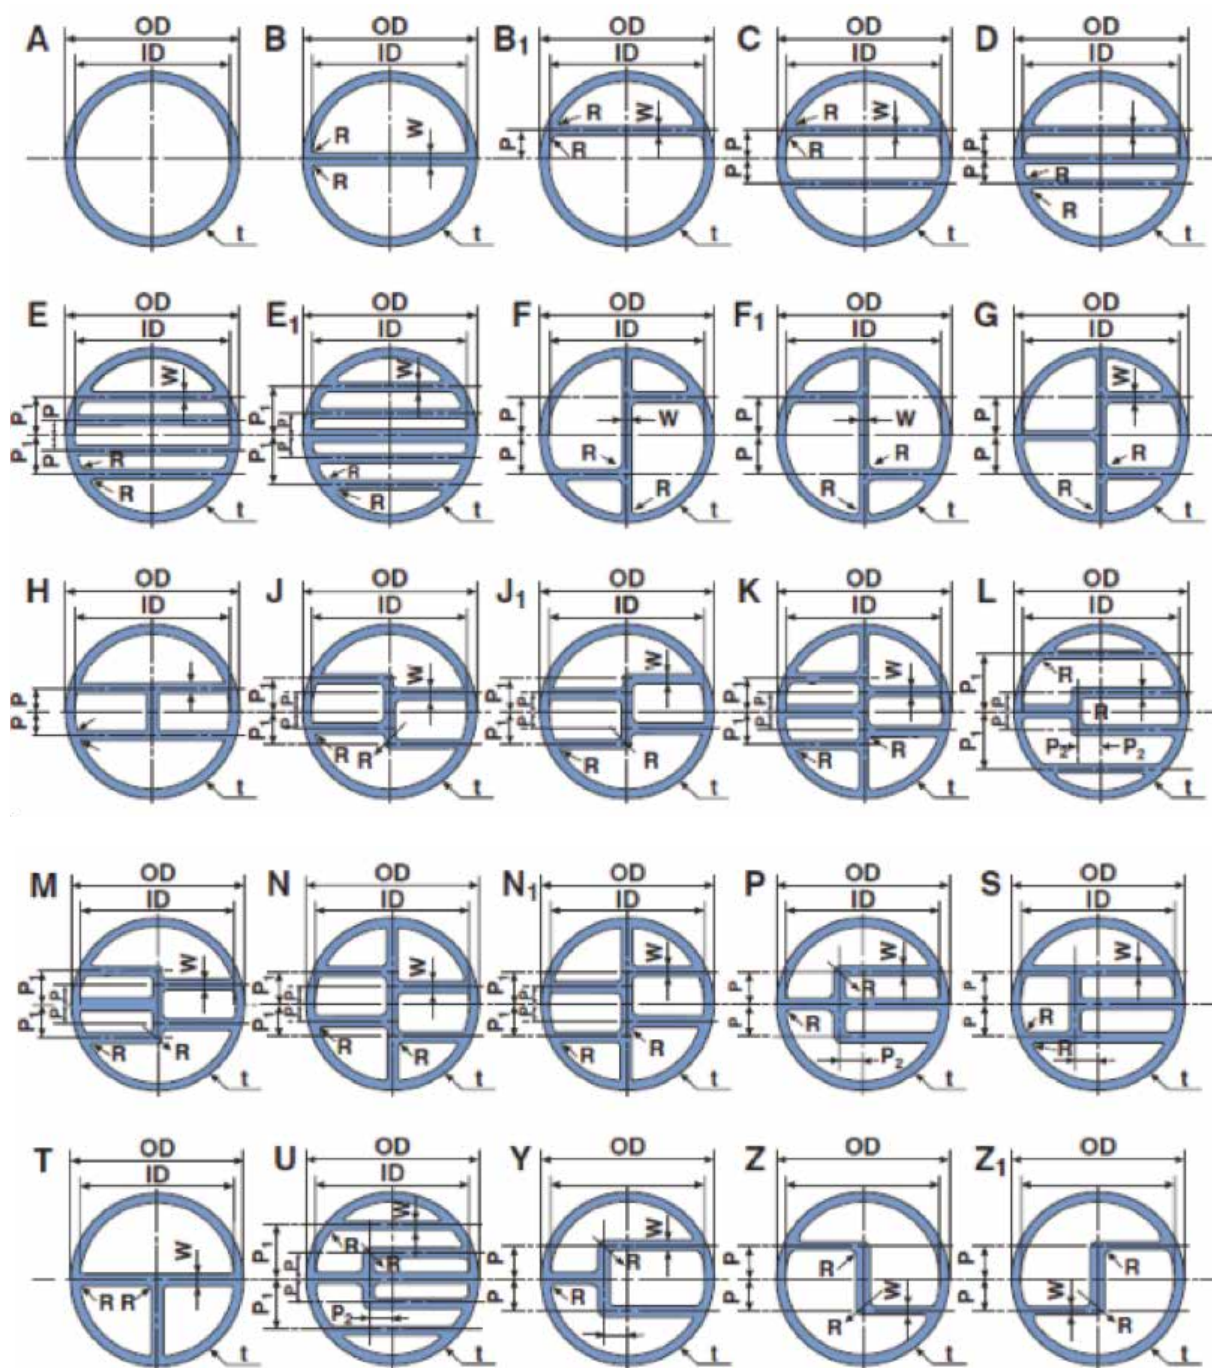 A OD B OD B1 OD C OD D OD
ID ID ID ID ID
R W R W R W
P R P R
R P P R
P R
t t t t t
E OD E1 OD F OD F1 OD G OD
ID ID ID ID ID
W W W
P1 P P1 P P P P
W W
P1 P P1 P P P P
R R R R R
R R R R R
t t t t t
H OD J OD J1 OD K OD L OD
ID ID ID ID ID
W W W R
P P1 P P1 P P1 P P1 R
P P1 P P1 P P1 P P1
P2 P2
R R R R R R
t t t t t
M OD N OD N1 OD P OD S OD
ID ID ID ID ID
W W W W W
P1 P P1 P P1 P P R P
P1 P P1 P P1 P P R P R
R R R R R R P2 R
t t t t t
T OD U OD Y OD Z OD Z1 OD
ID ID
W W W
P1 R P P R P P R P R
R R P1 P P R P W P W
P2 R R
t t t t t